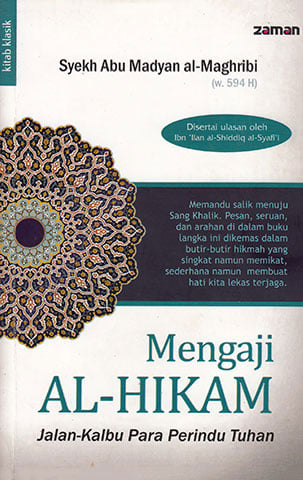 kitab klasik
zaman
Syekh Abu Madyan al-Maghribi
(w. 594 H)
Disertai ulasan oleh
Ibn 'Ilan al-Shiddiq al-Syafi'i
Memandu salik menuju
Sang Khalik. Pesan, seruan,
dan arahan di dalam buku
langka ini dikemas dalam
butir-butir hikmah yang
singkat namun memikat,
sederhana namun membuat
hati kita lekas terjaga.
Mengaji
AL-HIKAM
Jalan-Kalbu Para Perindu Tuhan